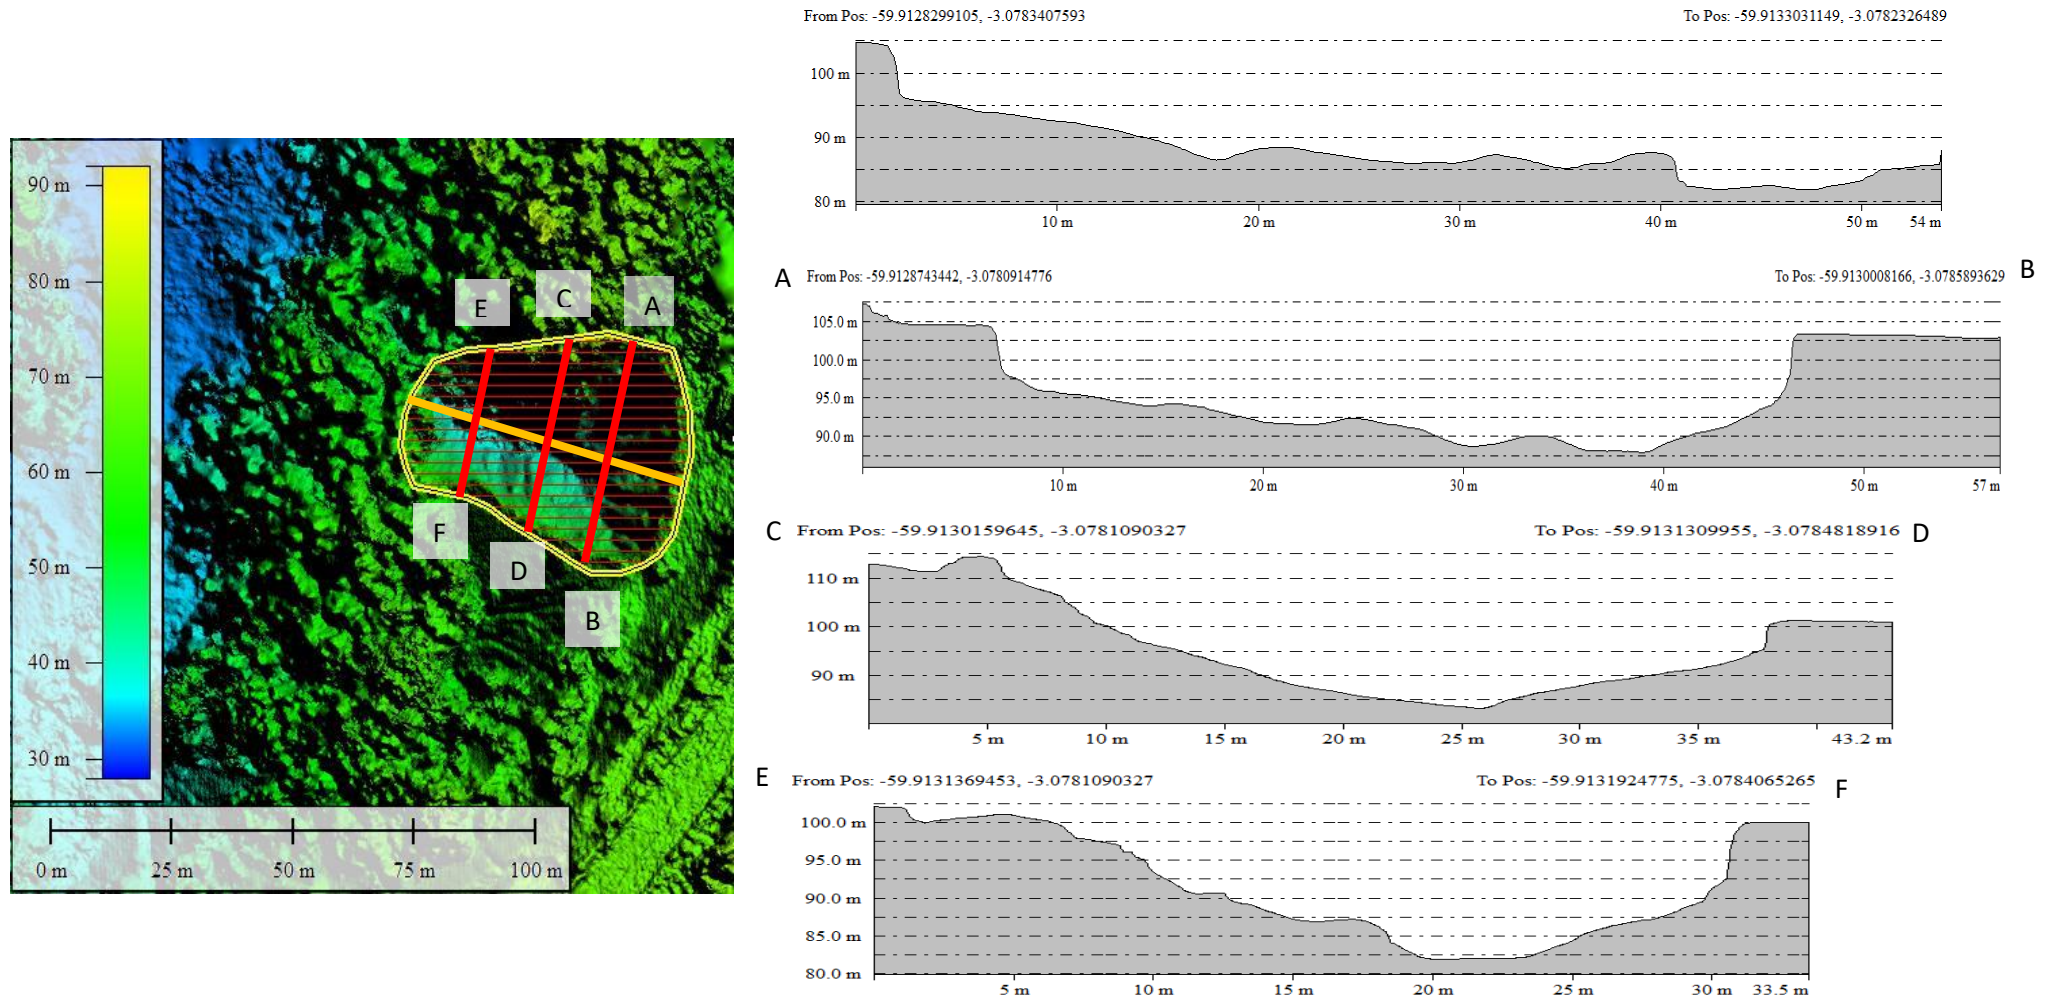 90 m
80 m
70 m
60 m
50 m
40 m
30 m
0 m 25 m 50 m 75 m 100 m
E
C
A
F
D
B
From Pos: -59.9128299105, -3.0783407593 To Pos: -59.9133031149, -3.0782326489
100 m
90 m
80 m
10 m 20 m 30 m 40 m 50 m 54 m
A From Pos: -59.9128743442, -3.0780914776 To Pos: -59.9130008166, -3.0785893629 B
105.0 m
100.0 m
95.0 m
90.0 m
10 m 20 m 30 m 40 m 50 m 57 m
C From Pos: -59.9130159645, -3.0781090327 To Pos: -59.9131309955, -3.0784818916 D
110 m
100 m
90 m
5 m 10 m 15 m 20 m 25 m 30 m 35 m 43.2 m
E From Pos: -59.9131369453, -3.0781090327 To Pos: -59.9131924775, -3.0784065265 F
100.0 m
95.0 m
90.0 m
85.0 m
80.0 m
5 m 10 m 15 m 20 m 25 m 30 m 33.5 m